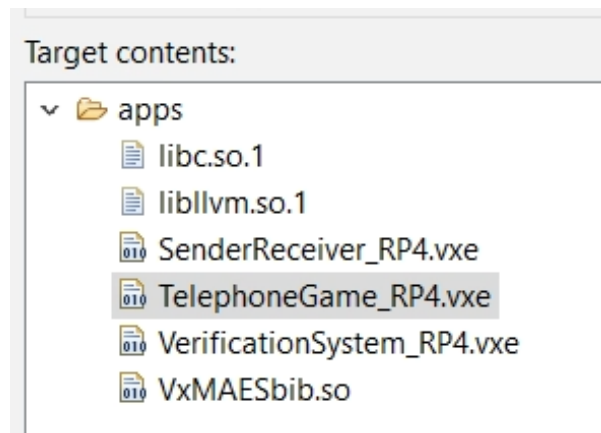 Target contents:
apps
libc.so.1
libllvm.so.1
SenderReceiver_RP4.vxe
TelephoneGame_RP4.vxe
VerificationSystem_RP4.vxe
VxMAESbib.so